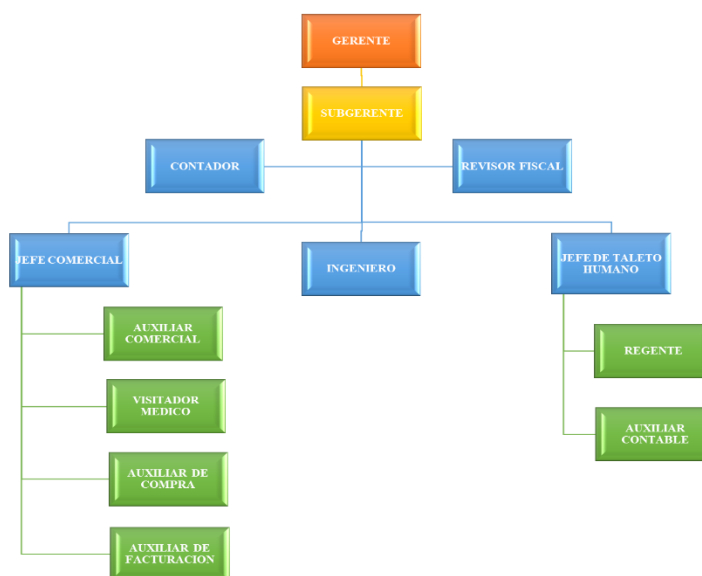 GERENTE
SUBGERENTE
CONTADOR
REVISOR FISCAL
JEFE COMERCIAL
INGENIERO
JEFE DE TALETO
HUMANO
AUXILIAR
COMERCIAL
VISITADOR
MEDICO
AUXILIAR DE
COMPRA
AUXILIAR DE
FACTURACION
REGENTE
AUXILIAR
CONTABLE